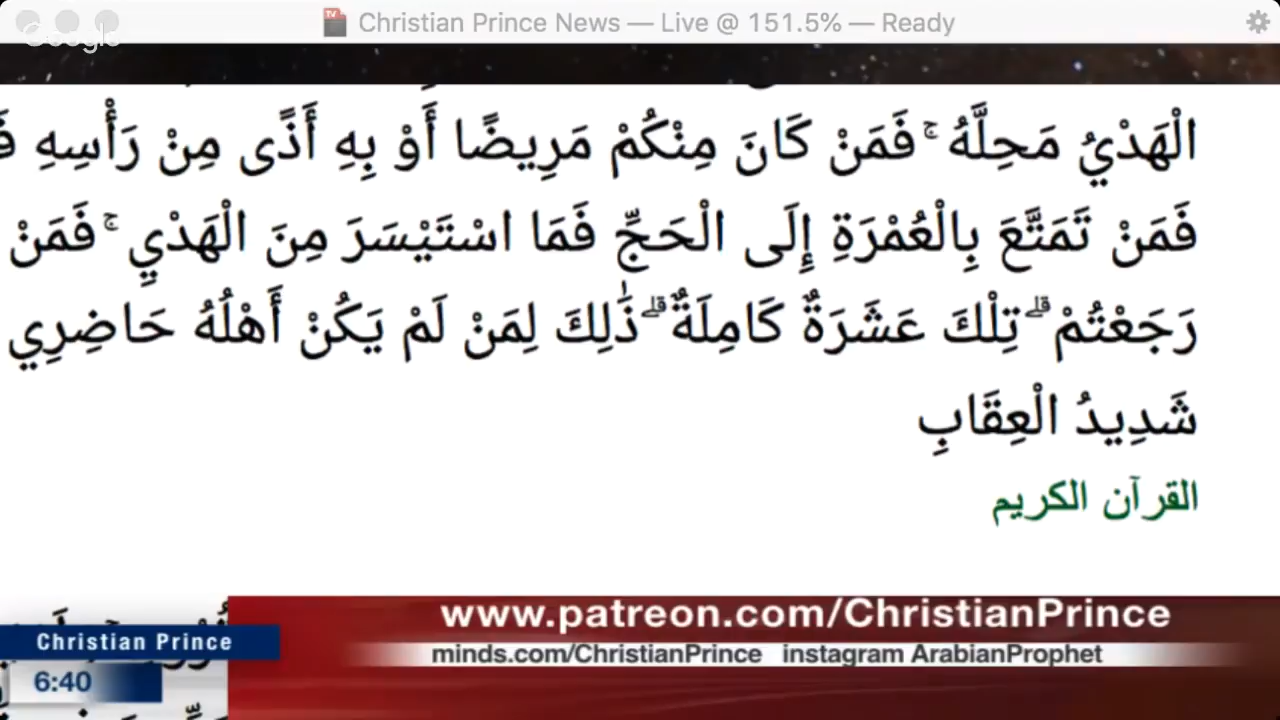 Christian Prince News — Live @ 151.5% — Ready
Google
الْهَدْيُ مَحِلَّهُ ۚ فَمَنْ كَانَ مِنْكُمْ مَرِيضًا أَوْ بِهِ أَذًى مِنْ رَأْسِهِ
فَمَنْ تَمَتَّعَ بِالْعُمْرَةِ إِلَى الْحَجِّ فَمَا اسْتَيْسَرَ مِنَ الْهَدْيِ ۚ فَمَنْ
رَجَعْتُمْ ۗ تِلْكَ عَشَرَةٌ كَامِلَةٌ ۗ ذَٰلِكَ لِمَنْ لَمْ يَكُنْ أَهْلُهُ حَاضِرِي
شَدِيدُ الْعِقَابِ
القرآن الكريم
www.patreon.com/ChristianPrince
Christian Prince
minds.com/ChristianPrince instagram ArabianProphet
6:40